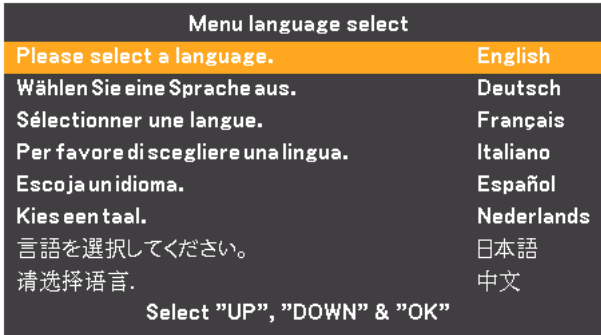 Menu language select
Please select a language. English
Wählen Sie eine Sprache aus. Deutsch
Sélectionner une langue. Français
Per favore di scegliere una lingua. Italiano
Escoja un idioma. Español
Kies een taal. Nederlands
言語を選択してください。 日本語
请选择语言. 中文
Select ”UP”, ”DOWN” & ”OK”